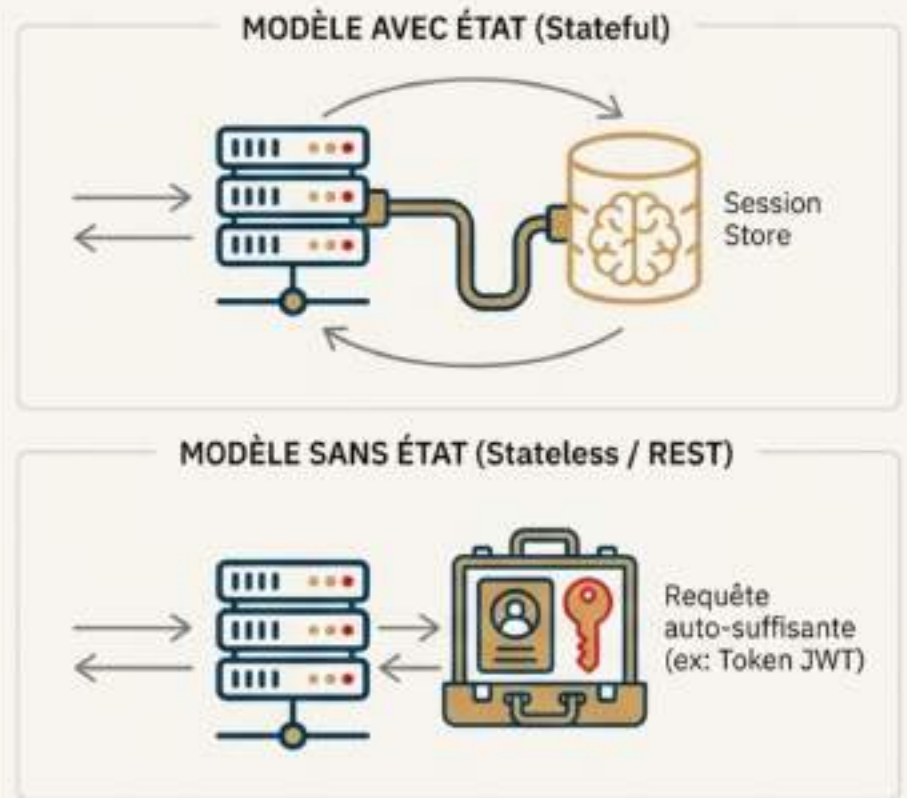 MODÈLE AVEC ÉTAT (Stateful)
Session
Store
MODÈLE SANS ÉTAT (Stateless / REST)
Requête
auto-suffisante
(ex: Token JWT)